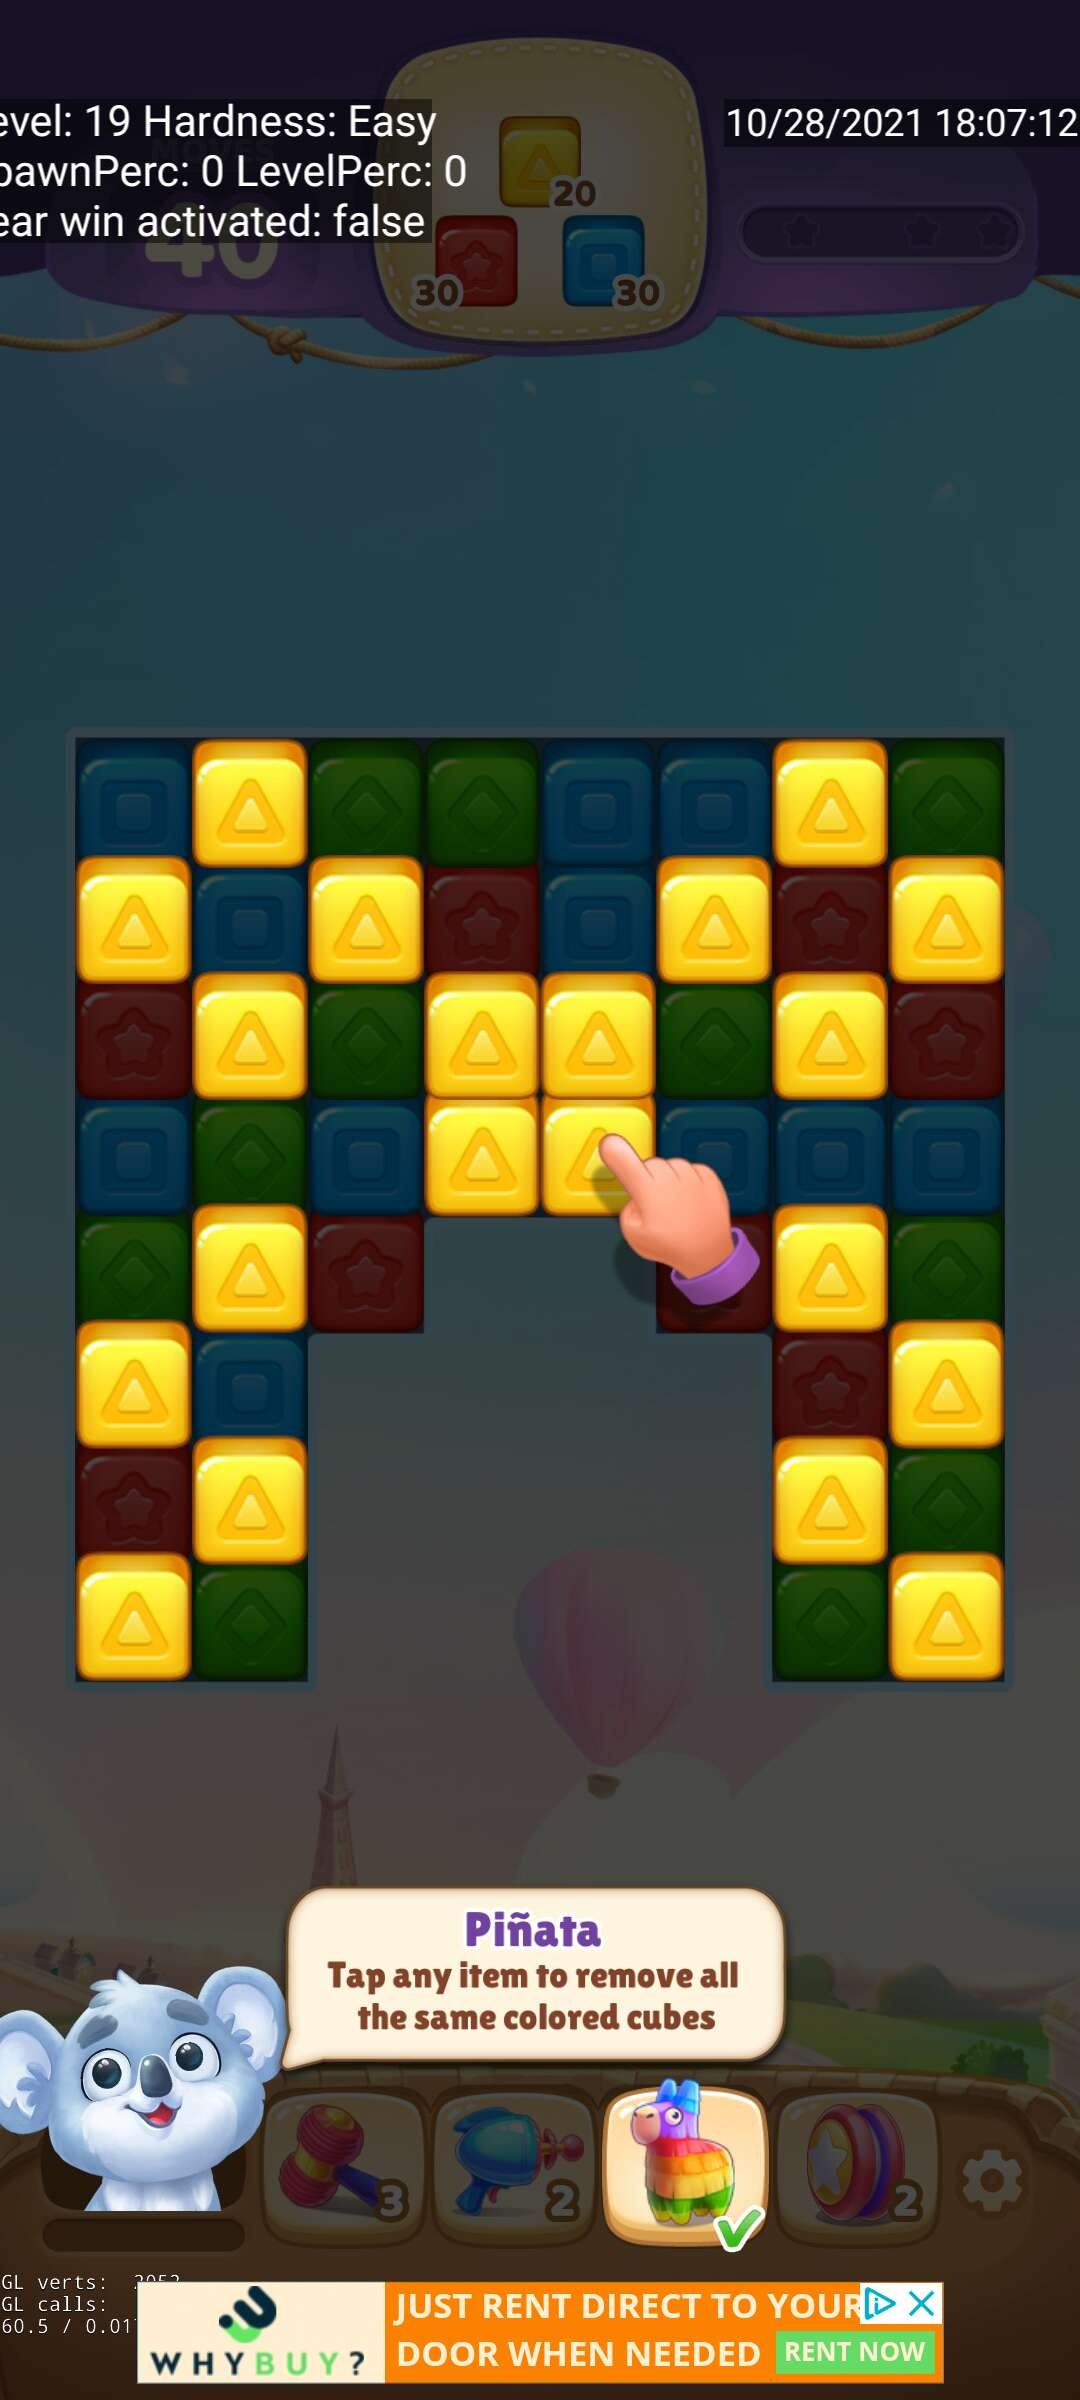 evel: 19 Hardness: Easy
pawnPerc: 0 LevelPerc: 0
ear win activated: false
10/28/2021 18:07:12
40
20
30
30
Piñata
Tap any item to remove all
the same colored cubes
3
2
2
GL verts:
GL calls:
60.5 / 0.01
WHYBUY?
JUST RENT DIRECT TO YOUR
DOOR WHEN NEEDED
RENT NOW